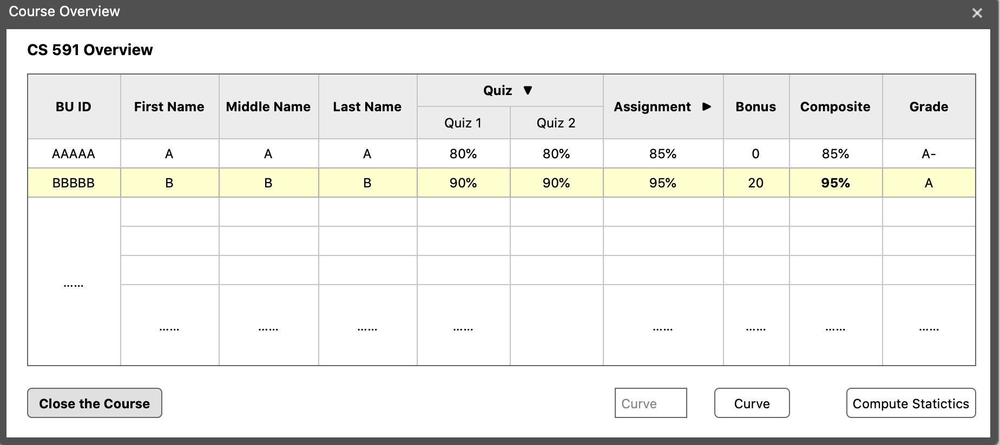 Course Overview ×
CS 591 Overview
BU ID First Name Middle Name Last Name Quiz ▼ Assignment ▶ Bonus Composite Grade
Quiz 1 Quiz 2
AAAAA A A A 80% 80% 85% 0 85% A-
BBBBB B B B 90% 90% 95% 20 95% A
......
...... ...... ...... ...... ...... ...... ...... ......
Close the Course Curve Curve Compute Statictics